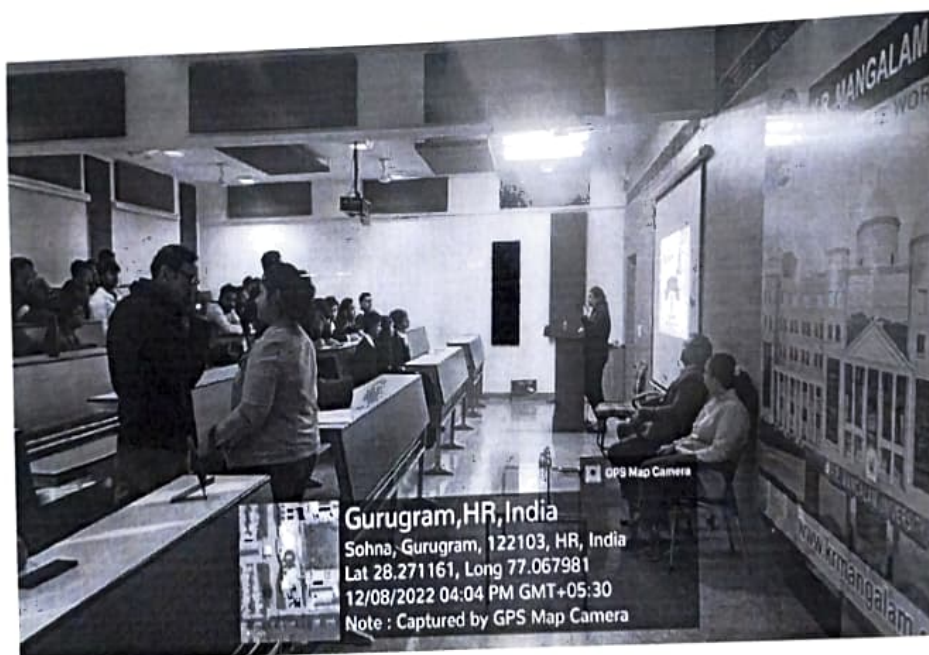 MANGALAM
WOR
GPS Map Camera
Gurugram,HR,India
Sohna, Gurugram, 122103, HR, India
Lat 28.271161, Long 77.067981
12/08/2022 04:04 PM GMT+05:30
Note : Captured by GPS Map Camera
www.krmangalam